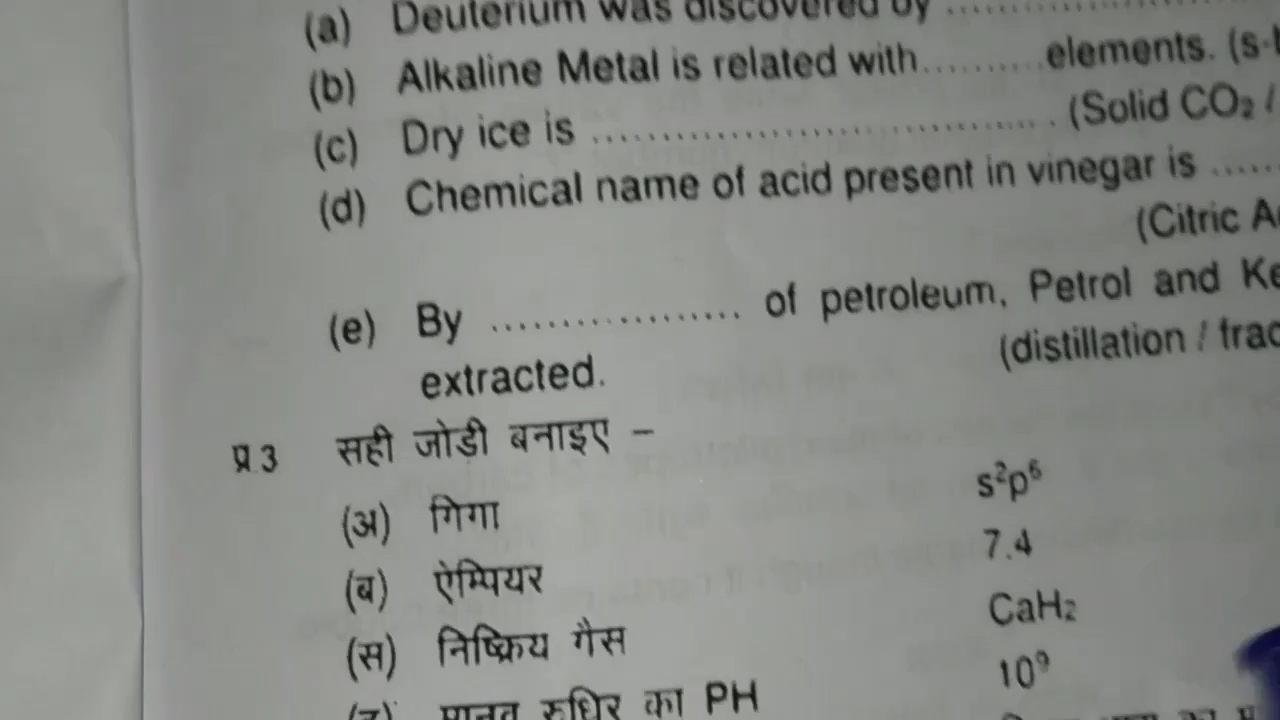 (a) Deuterium was discovered by ....................
(b) Alkaline Metal is related with.......... elements. (s-
(c) Dry ice is ........................................ (Solid CO₂ /
(d) Chemical name of acid present in vinegar is ......
(Citric
(e) By .................. of petroleum, Petrol and
extracted. (distillation /
प्र.3 सही जोड़ी बनाइए –
(अ) गिगा s²p⁶
(ब) ऐम्पियर 7.4
(स) निष्क्रिय गैस CaH₂
मानव रुधिर का PH 10⁹